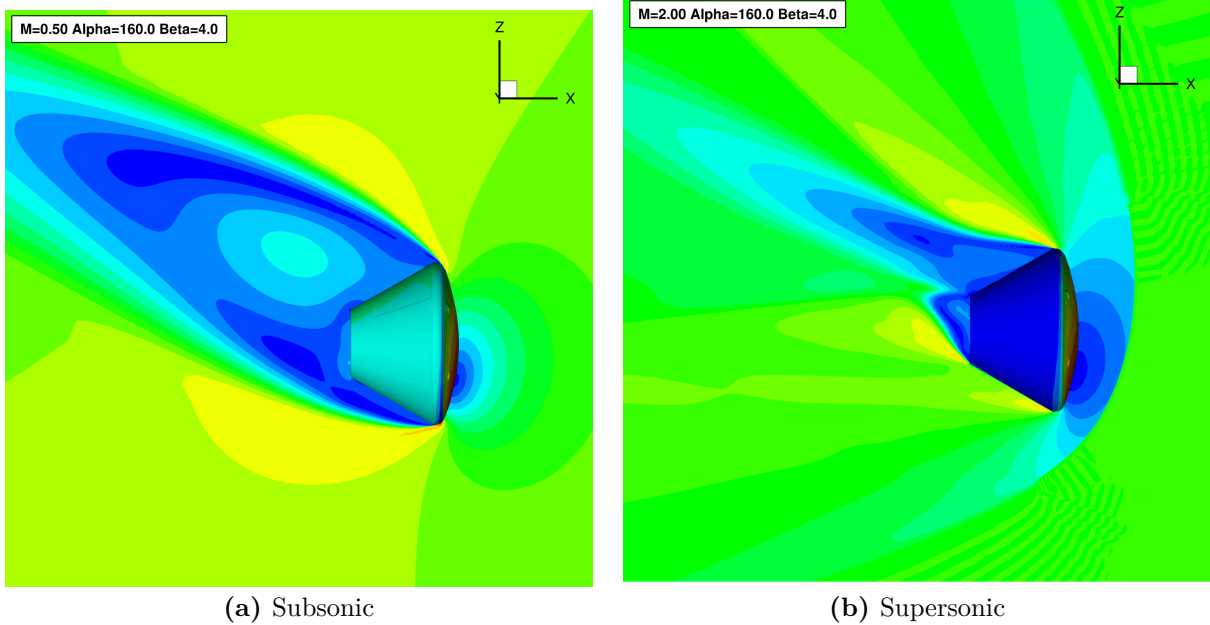 M=0.50 Alpha=160.0 Beta=4.0
Z
Y
X
M=2.00 Alpha=160.0 Beta=4.0
Z
Y
X
(a) Subsonic
(b) Supersonic